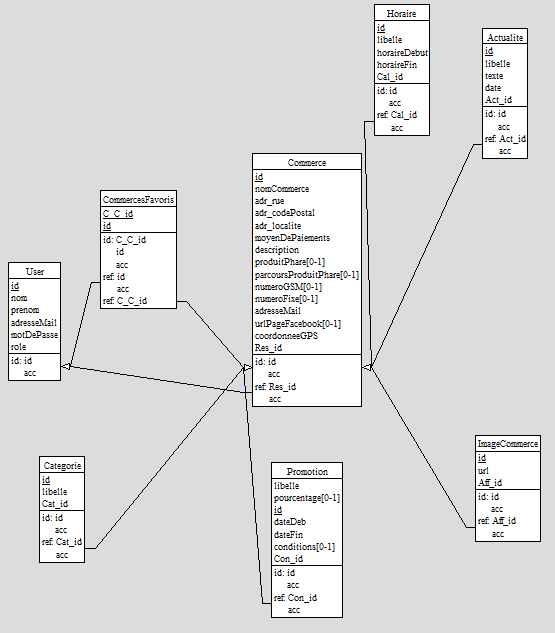 Horaire
id
libelle
horaireDebut
horaireFin
Cal_id
id: id
acc
ref: Cal_id
acc
Actualite
id
libelle
texte
date
Act_id
id: id
acc
ref: Act_id
acc
Commerce
id
nomCommerce
adr_rue
adr_codePostal
adr_localite
moyenDePaiements
description
produitPhare[0-1]
parcoursProduitPhare[0-1]
numeroGSM[0-1]
numeroFixe[0-1]
adresseMail
urlPageFacebook[0-1]
coordonneeGPS
Res_id
id: id
acc
ref: Res_id
acc
CommercesFavoris
C_C_id
id
id: C_C_id
id
acc
ref: id
acc
ref: C_C_id
User
id
nom
prenom
adresseMail
motDePasse
role
id: id
acc
Categorie
id
libelle
Cat_id
id: id
acc
ref: Cat_id
acc
Promotion
libelle
pourcentage[0-1]
id
dateDeb
dateFin
conditions[0-1]
Con_id
id: id
acc
ref: Con_id
acc
ImageCommerce
id
url
Aff_id
id: id
acc
ref: Aff_id
acc